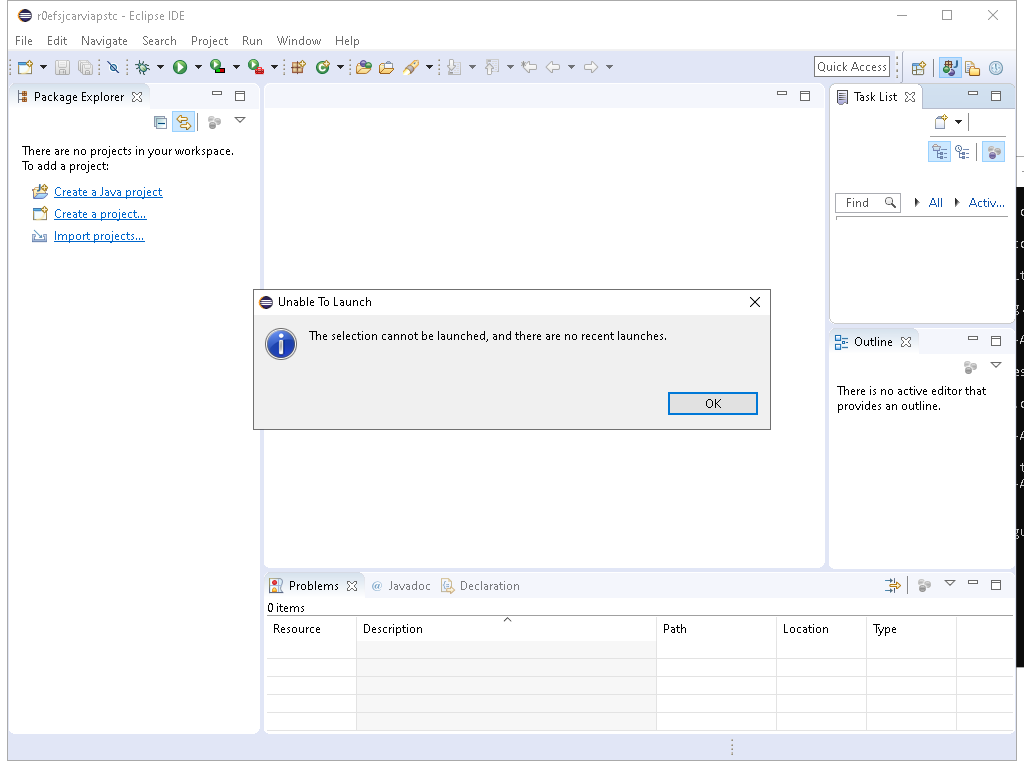 r0efsjcarviapstc - Eclipse IDE
File Edit Navigate Search Project Run Window Help
Quick Access
Package Explorer
Task List
There are no projects in your workspace.
To add a project:
Create a Java project
Create a project...
Import projects...
Find
All
Activ...
Unable To Launch
The selection cannot be launched, and there are no recent launches.
OK
Outline
There is no active editor that
provides an outline.
Problems @ Javadoc Declaration
0 items
Resource Description Path Location Type